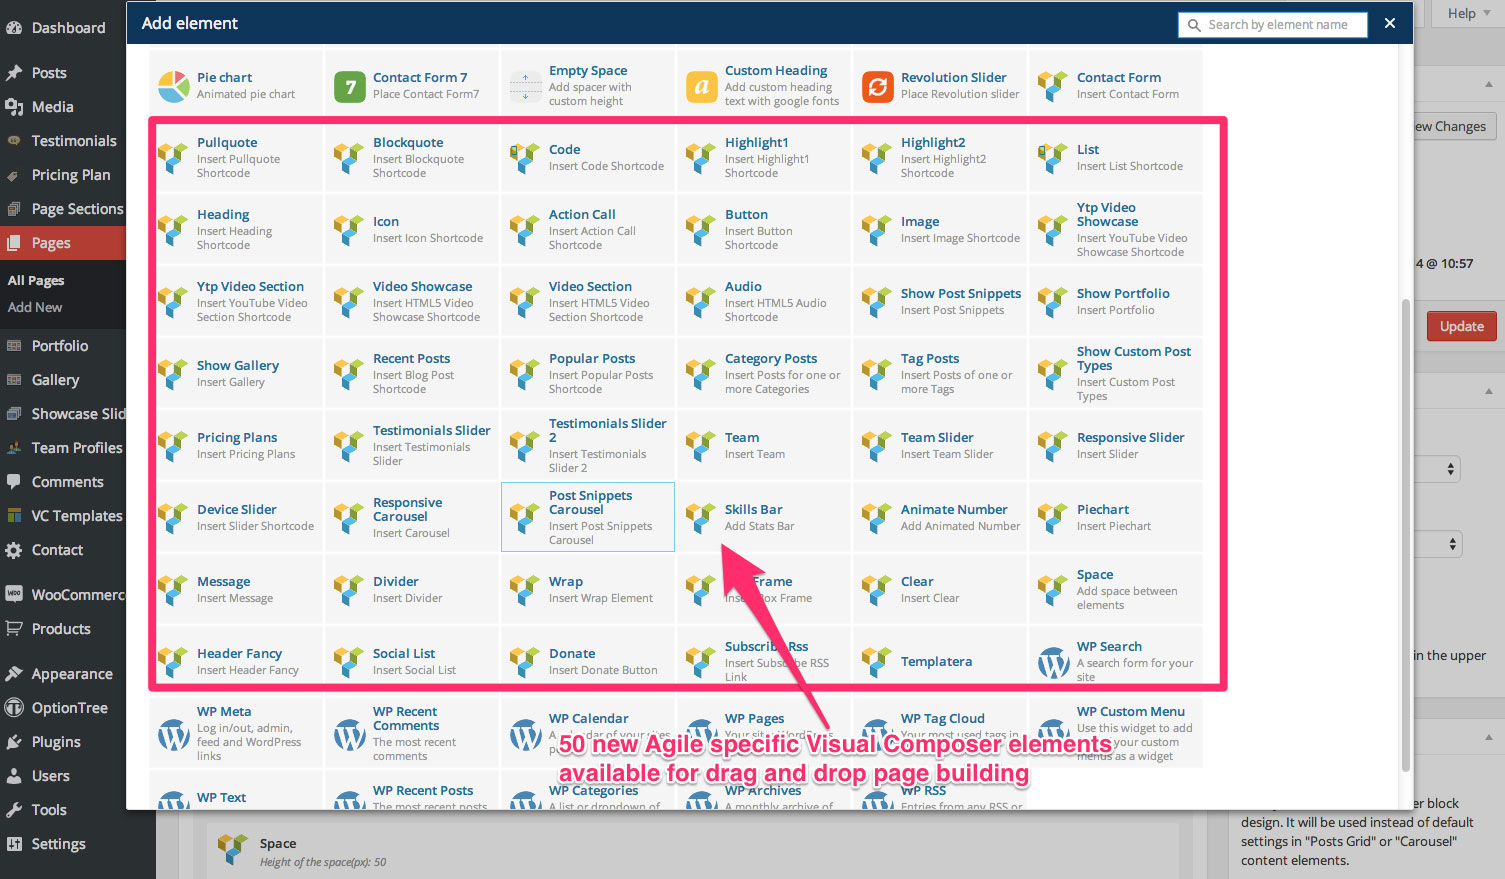 Dashboard
Posts
Media
Testimonials
Pricing Plan
Page Sections
Pages
All Pages
Add New
Portfolio
Gallery
Showcase Slid
Team Profiles
Comments
VC Templates
Contact
WooCommerc
Products
Appearance
OptionTree
Plugins
Users
Tools
Settings
Add element
Search by element name
Help
Pie chart
Animated pie chart
7
Contact Form 7
Place Contact Form7
Empty Space
Add spacer with
custom height
a
Custom Heading
Add custom heading
text with google fonts
Revolution Slider
Place Revolution slider
Contact Form
Insert Contact Form
Pullquote
Insert Pullquote
Shortcode
Blockquote
Insert Blockquote
Shortcode
Code
Insert Code Shortcode
Highlight1
Insert Highlight1
Shortcode
Highlight2
Insert Highlight2
Shortcode
List
Insert List Shortcode
Heading
Insert Heading
Shortcode
Icon
Insert Icon Shortcode
Action Call
Insert Action Call
Shortcode
Button
Insert Button
Shortcode
Image
Insert Image Shortcode
Ytp Video
Showcase
Insert YouTube Video
Showcase Shortcode
Ytp Video Section
Insert YouTube Video
Section Shortcode
Video Showcase
Insert HTML5 Video
Showcase Shortcode
Video Section
Insert HTML5 Video
Section Shortcode
Audio
Insert HTML5 Audio
Shortcode
Show Post Snippets
Insert Post Snippets
Show Portfolio
Insert Portfolio
Show Gallery
Insert Gallery
Recent Posts
Insert Blog Post
Shortcode
Popular Posts
Insert Popular Posts
Shortcode
Category Posts
Insert Posts for one or
more Categories
Tag Posts
Insert Posts of one or
more Tags
Show Custom Post
Types
Insert Custom Post
Types
Pricing Plans
Insert Pricing Plans
Testimonials Slider
Insert Testimonials
Slider
Testimonials Slider
2
Insert Testimonials
Slider 2
Team
Insert Team
Team Slider
Insert Team Slider
Responsive Slider
Insert Slider
Device Slider
Insert Slider Shortcode
Responsive
Carousel
Insert Carousel
Post Snippets
Carousel
Insert Post Snippets
Carousel
Skills Bar
Add Stats Bar
Animate Number
Add Animated Number
Piechart
Insert Piechart
Message
Insert Message
Divider
Insert Divider
Wrap
Insert Wrap Element
Frame
Box Frame
Clear
Insert Clear
Space
Add space between
elements
Header Fancy
Insert Header Fancy
Social List
Insert Social List
Donate
Insert Donate Button
Subscribe Rss
Insert Subscribe RSS
Link
Templatera
WP Search
A search form for your
site
WP Meta
Log in/out, admin,
feed and WordPress
links
WP Recent
Comments
The most recent
comments
WP Calendar
WP Pages
WP Tag Cloud
WP Custom Menu
Use this widget to add
your custom
menus as a widget
50 new Agile specific Visual Composer elements
available for drag and drop page building
WP Text
WP Recent Posts
The most recent posts
WP Categories
A list or dropdown of
WP Archives
A monthly archive of
WP RSS
Entries from any RSS or
Space
Height of the space(px): 50
ew Changes
4 @ 10:57
Update
in the upper
er block
design. It will be used instead of default
settings in "Posts Grid" or "Carousel"
content elements.